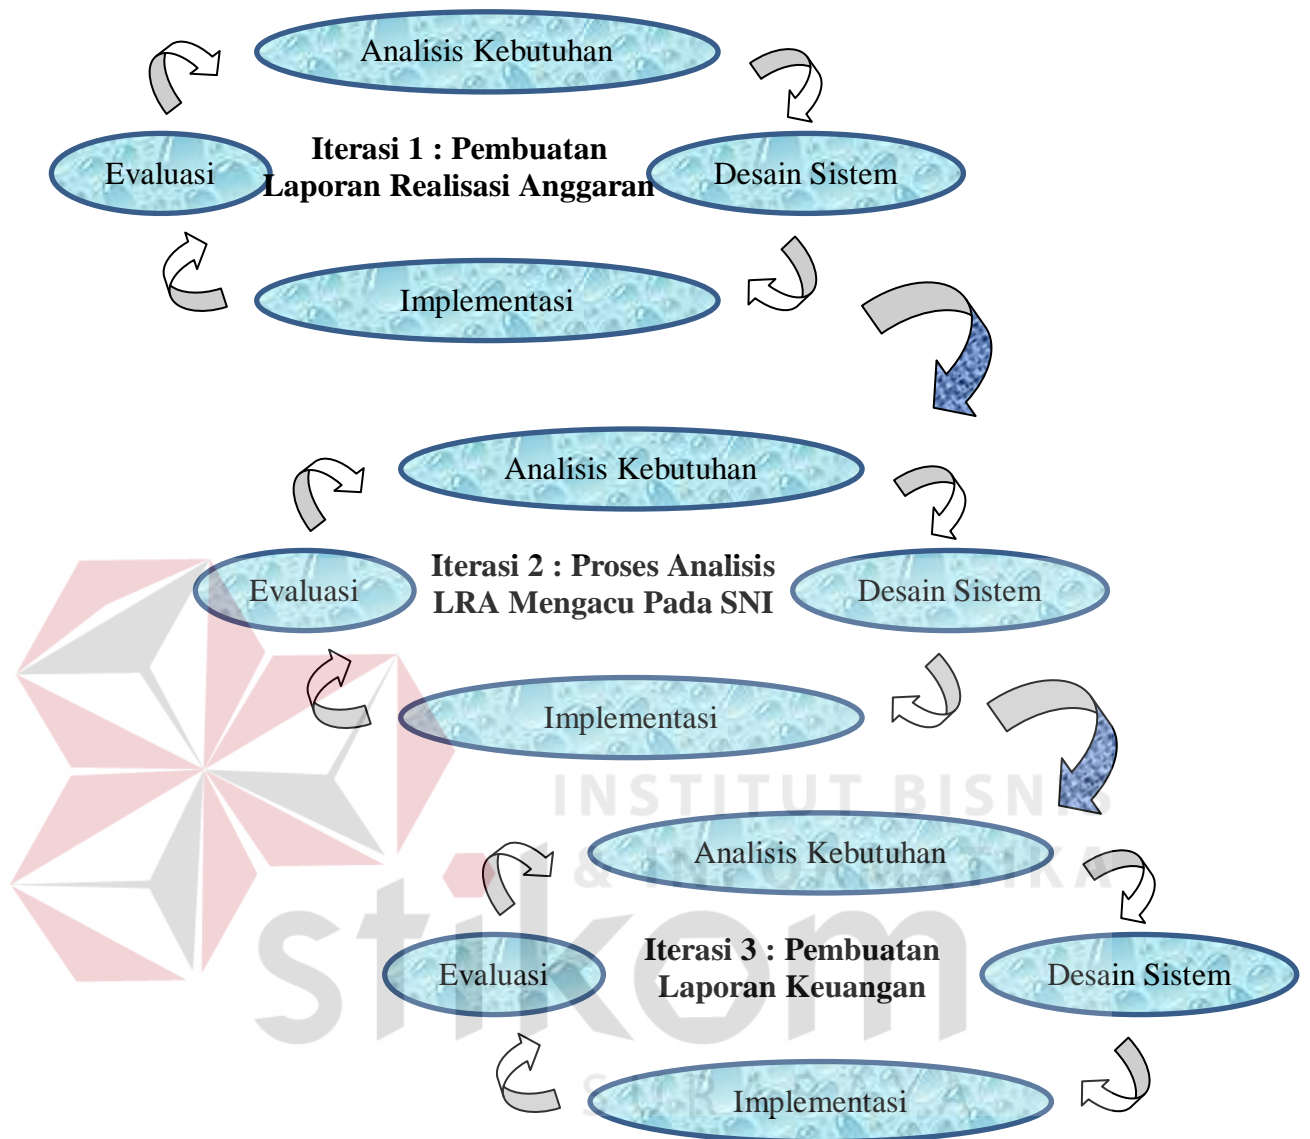 Analisis Kebutuhan
Evaluasi
Iterasi 1 : Pembuatan
Laporan Realisasi Anggaran
Desain Sistem
Implementasi
Analisis Kebutuhan
Evaluasi
Iterasi 2 : Proses Analisis
LRA Mengacu Pada SNI
Desain Sistem
Implementasi
INSTITUT BISNIS
Analisis Kebutuhan
& INFORMATIKA
stikom
Evaluasi
Iterasi 3 : Pembuatan
Laporan Keuangan
Desain Sistem
Implementasi